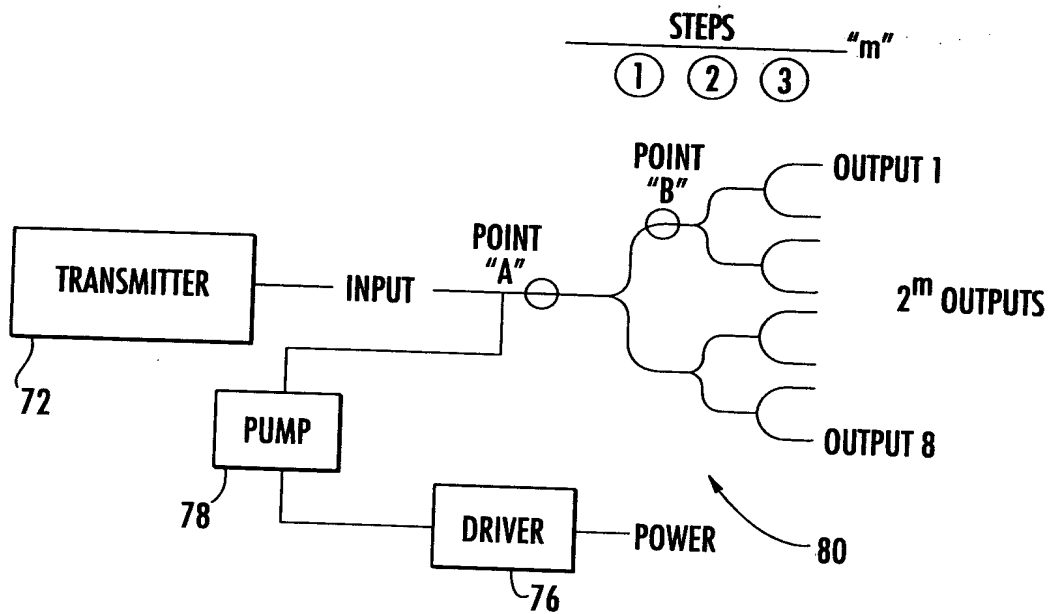 STEPS
"m"
1 2 3
POINT
"B"
OUTPUT 1
POINT
"A"
TRANSMITTER
INPUT
2^m OUTPUTS
72
PUMP
OUTPUT 8
78
DRIVER
POWER
80
76